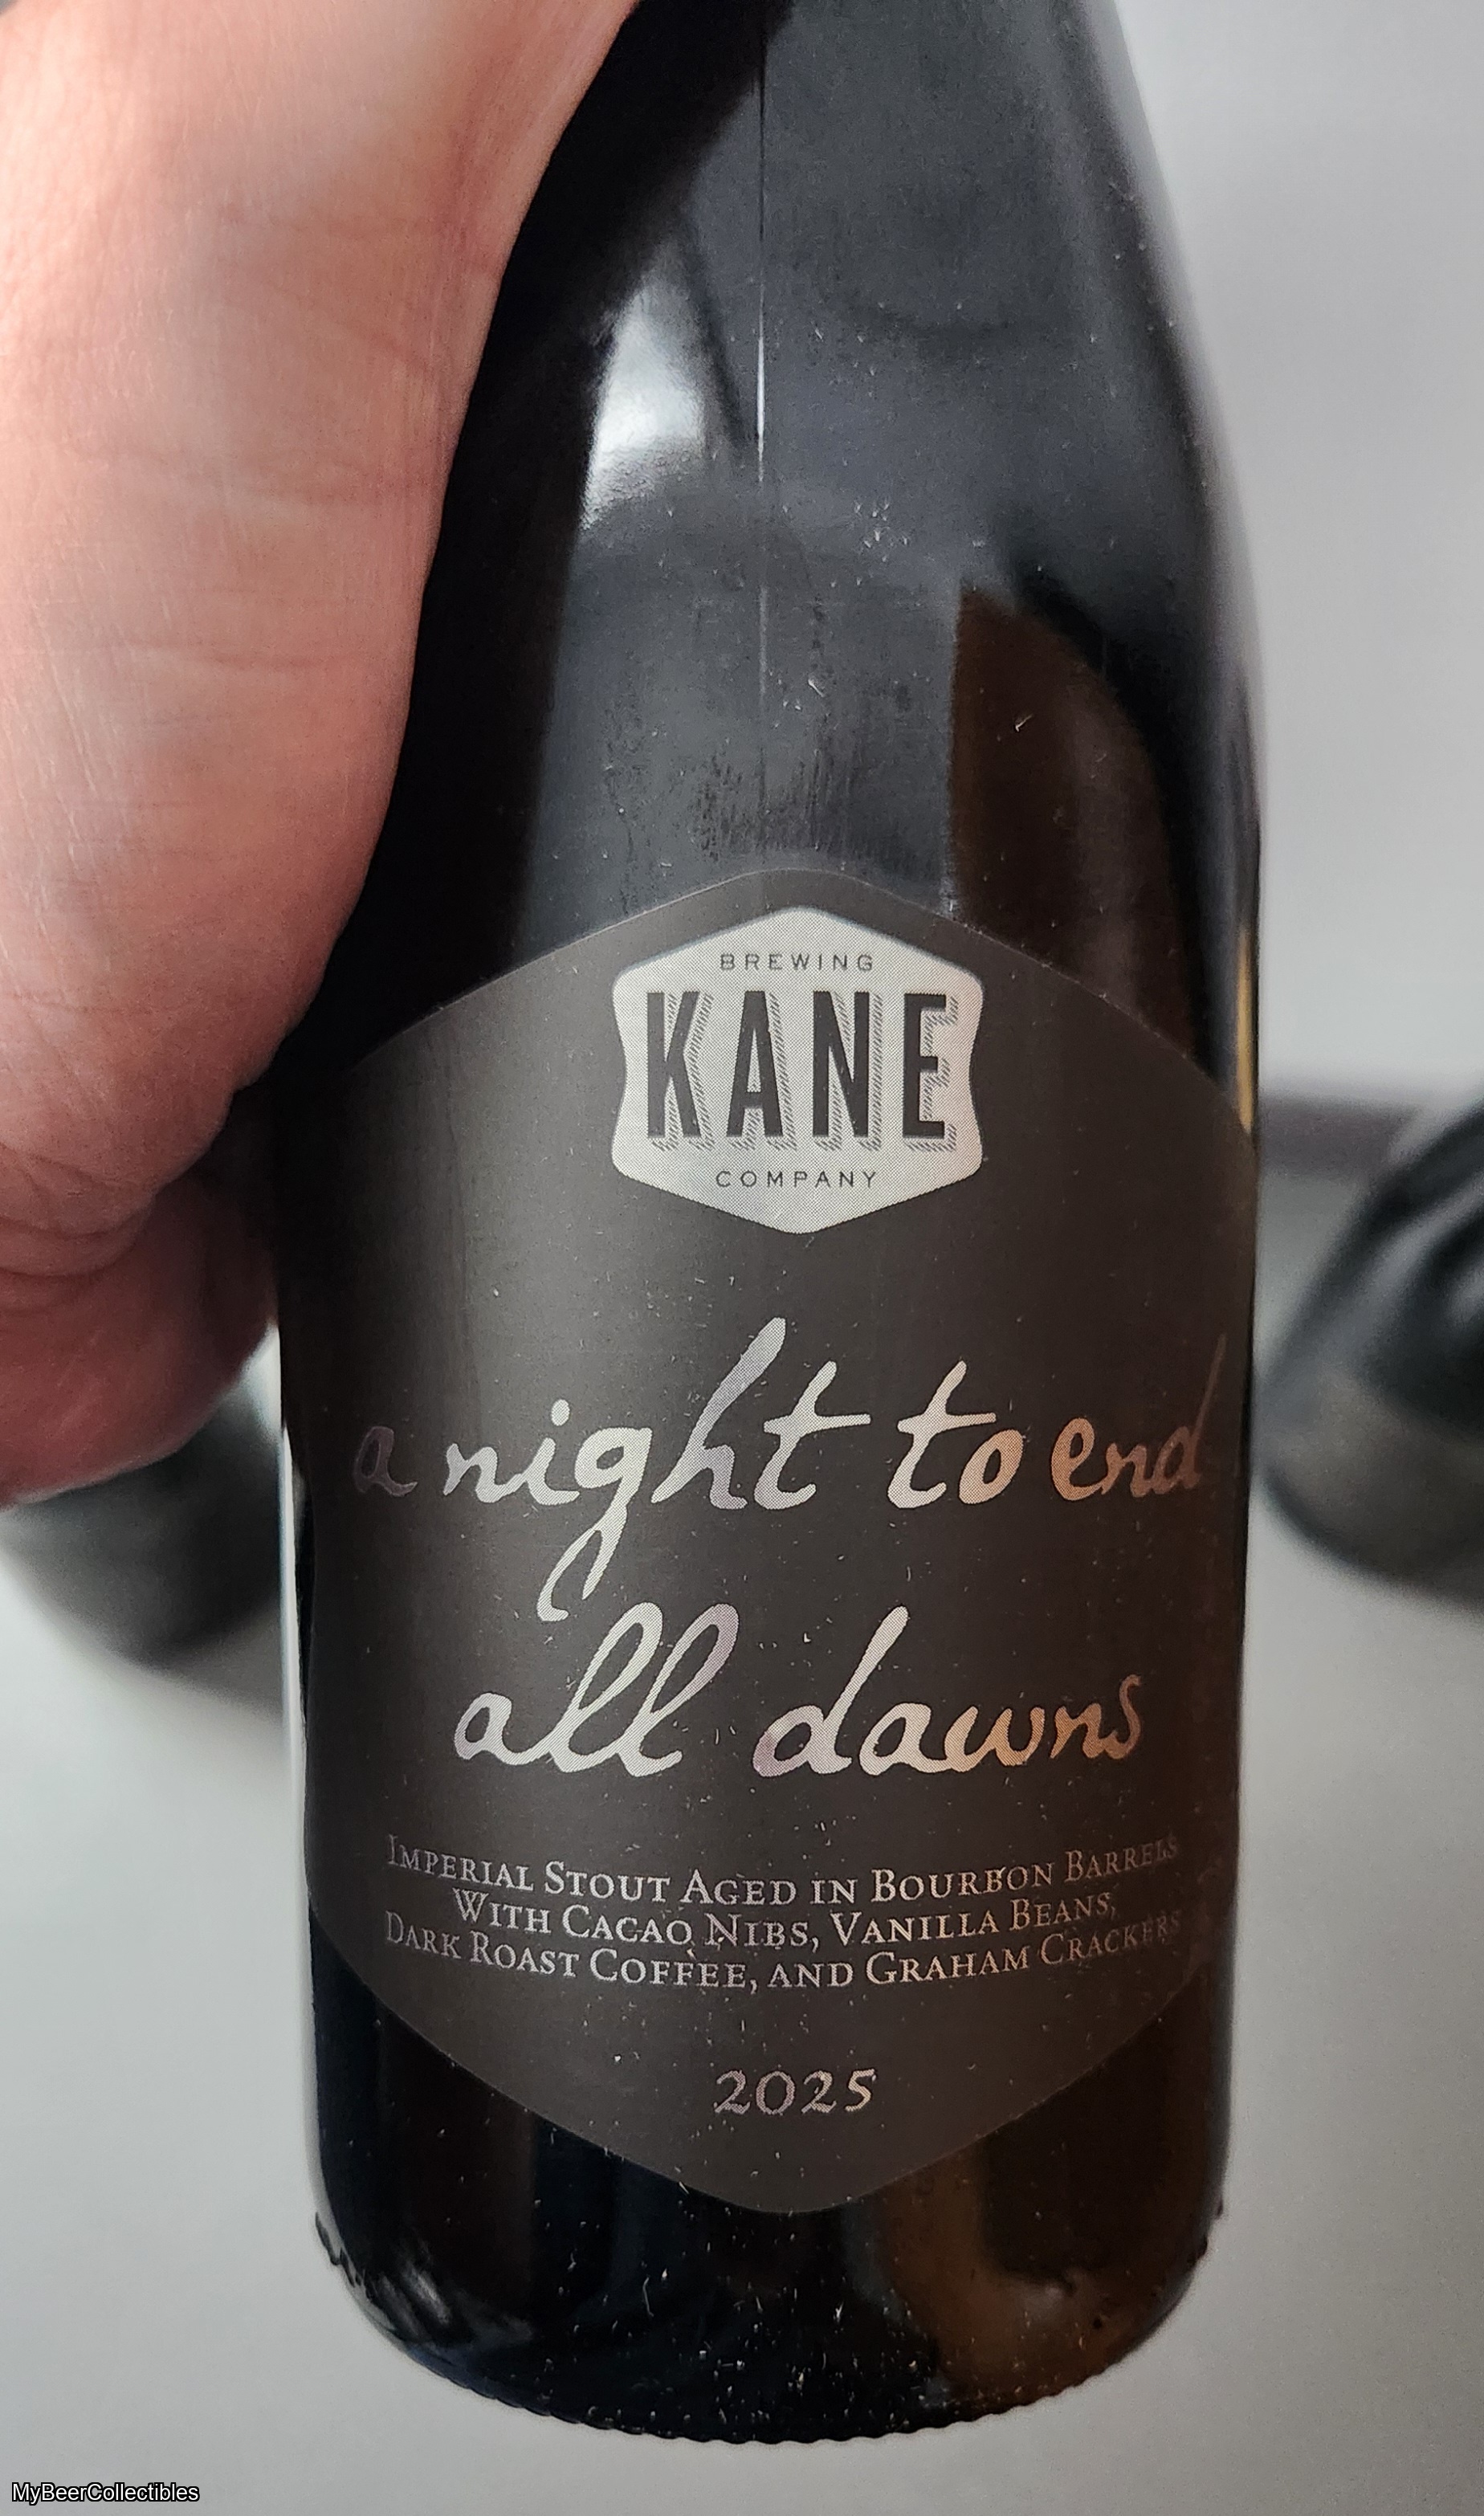 BREWING
KANE
COMPANY
a night to end
all dawns
Imperial Stout Aged in Bourbon Barrels
With Cacao Nibs, Vanilla Beans,
Dark Roast Coffee, and Graham Crackers
2025
MyBeerCollectibles